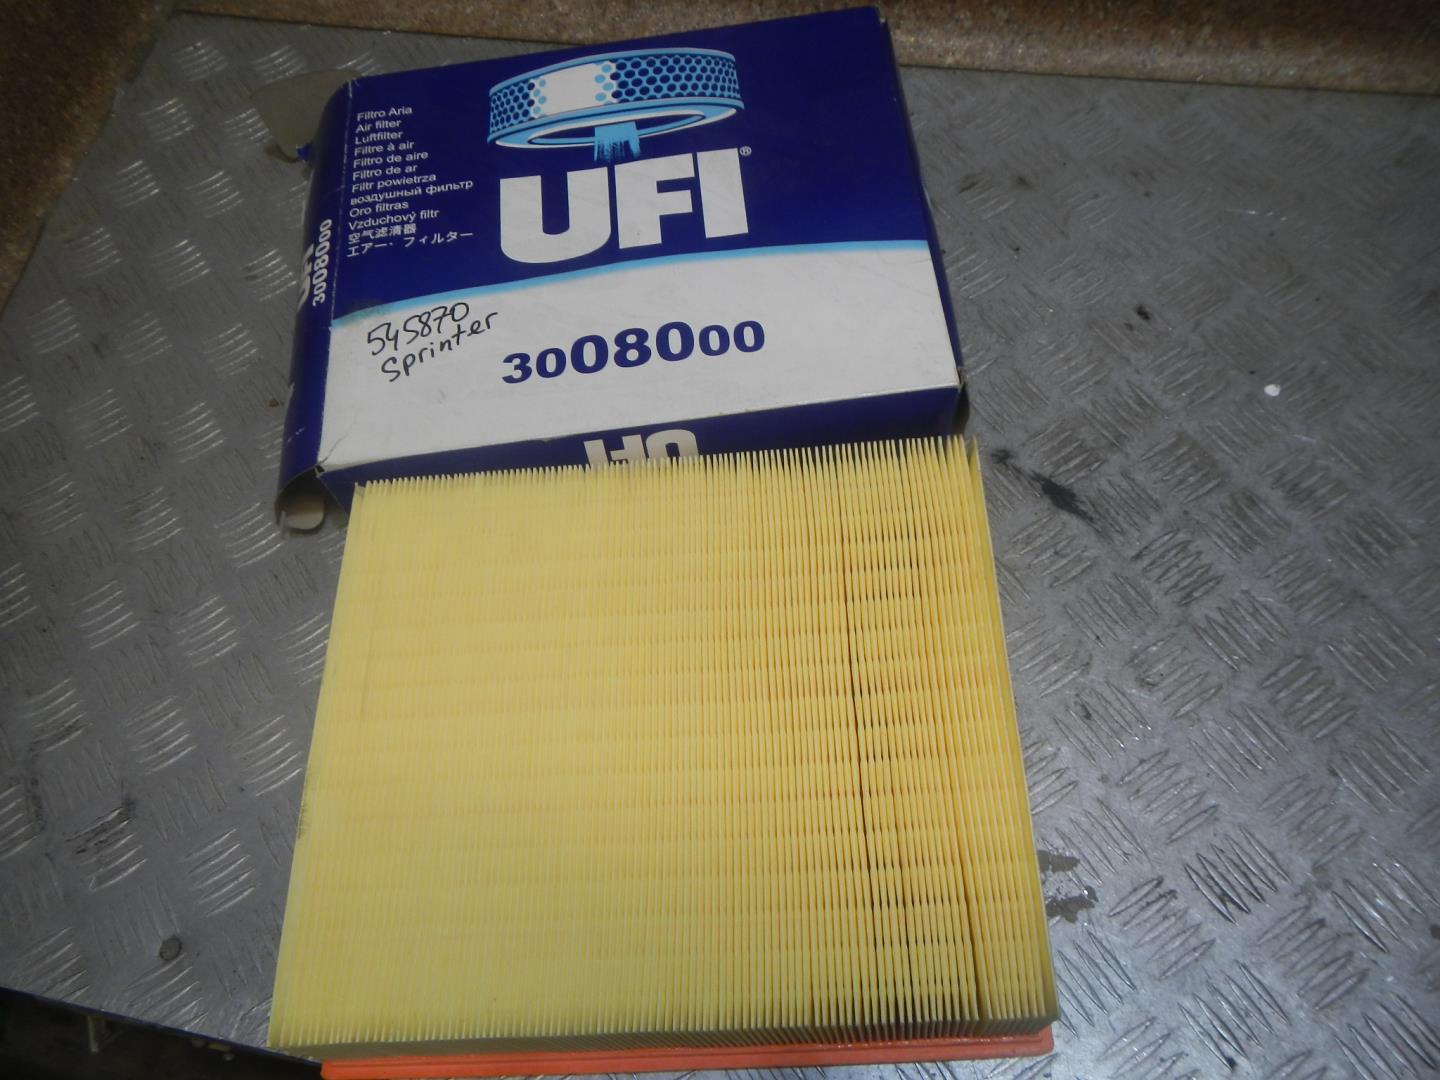 Filtro Aria
Air filter
Luftfilter
Filtre à air
Filtro de aire
Filtro de ar
Filtr powietrza
воздушный фильтр
Oro filtras
Vzduchový filtr
空气滤清器
エアー・フィルター
UFI®
3008000
545870
Sprinter
3008000
UFI